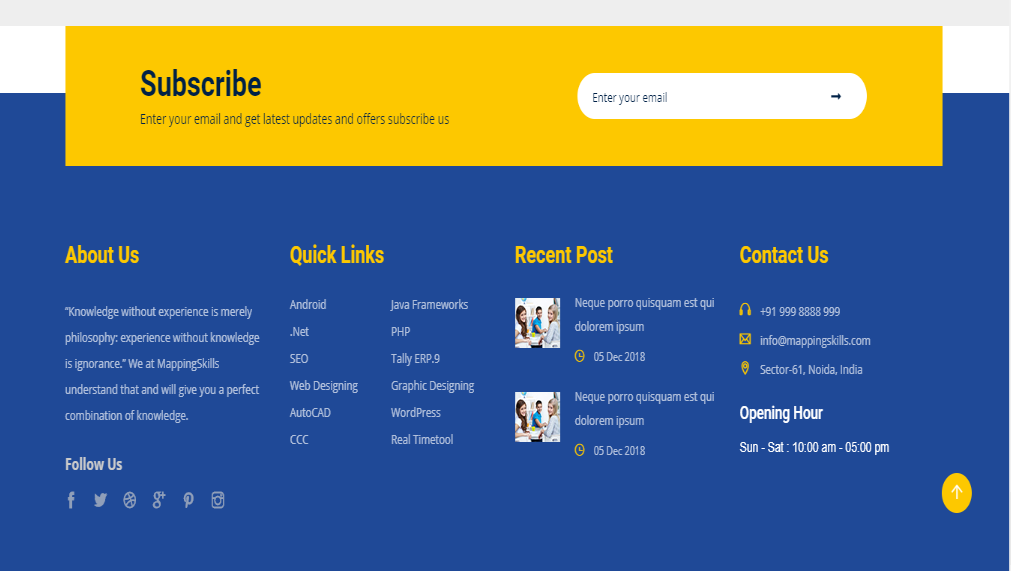 Subscribe
Enter your email and get latest updates and offers subscribe us
Enter your email
About Us
"Knowledge without experience is merely
philosophy: experience without knowledge
is ignorance." We at MappingSkills
understand that and will give you a perfect
combination of knowledge.
Follow Us
Quick Links
Android
.Net
SEO
Web Designing
AutoCAD
CCC
Java Frameworks
PHP
Tally ERP.9
Graphic Designing
WordPress
Real Timetool
Recent Post
Neque porro quisquam est qui
dolorem ipsum
05 Dec 2018
Neque porro quisquam est qui
dolorem ipsum
05 Dec 2018
Contact Us
+91 999 8888 999
info@mappingskills.com
Sector-61, Noida, India
Opening Hour
Sun - Sat : 10:00 am - 05:00 pm